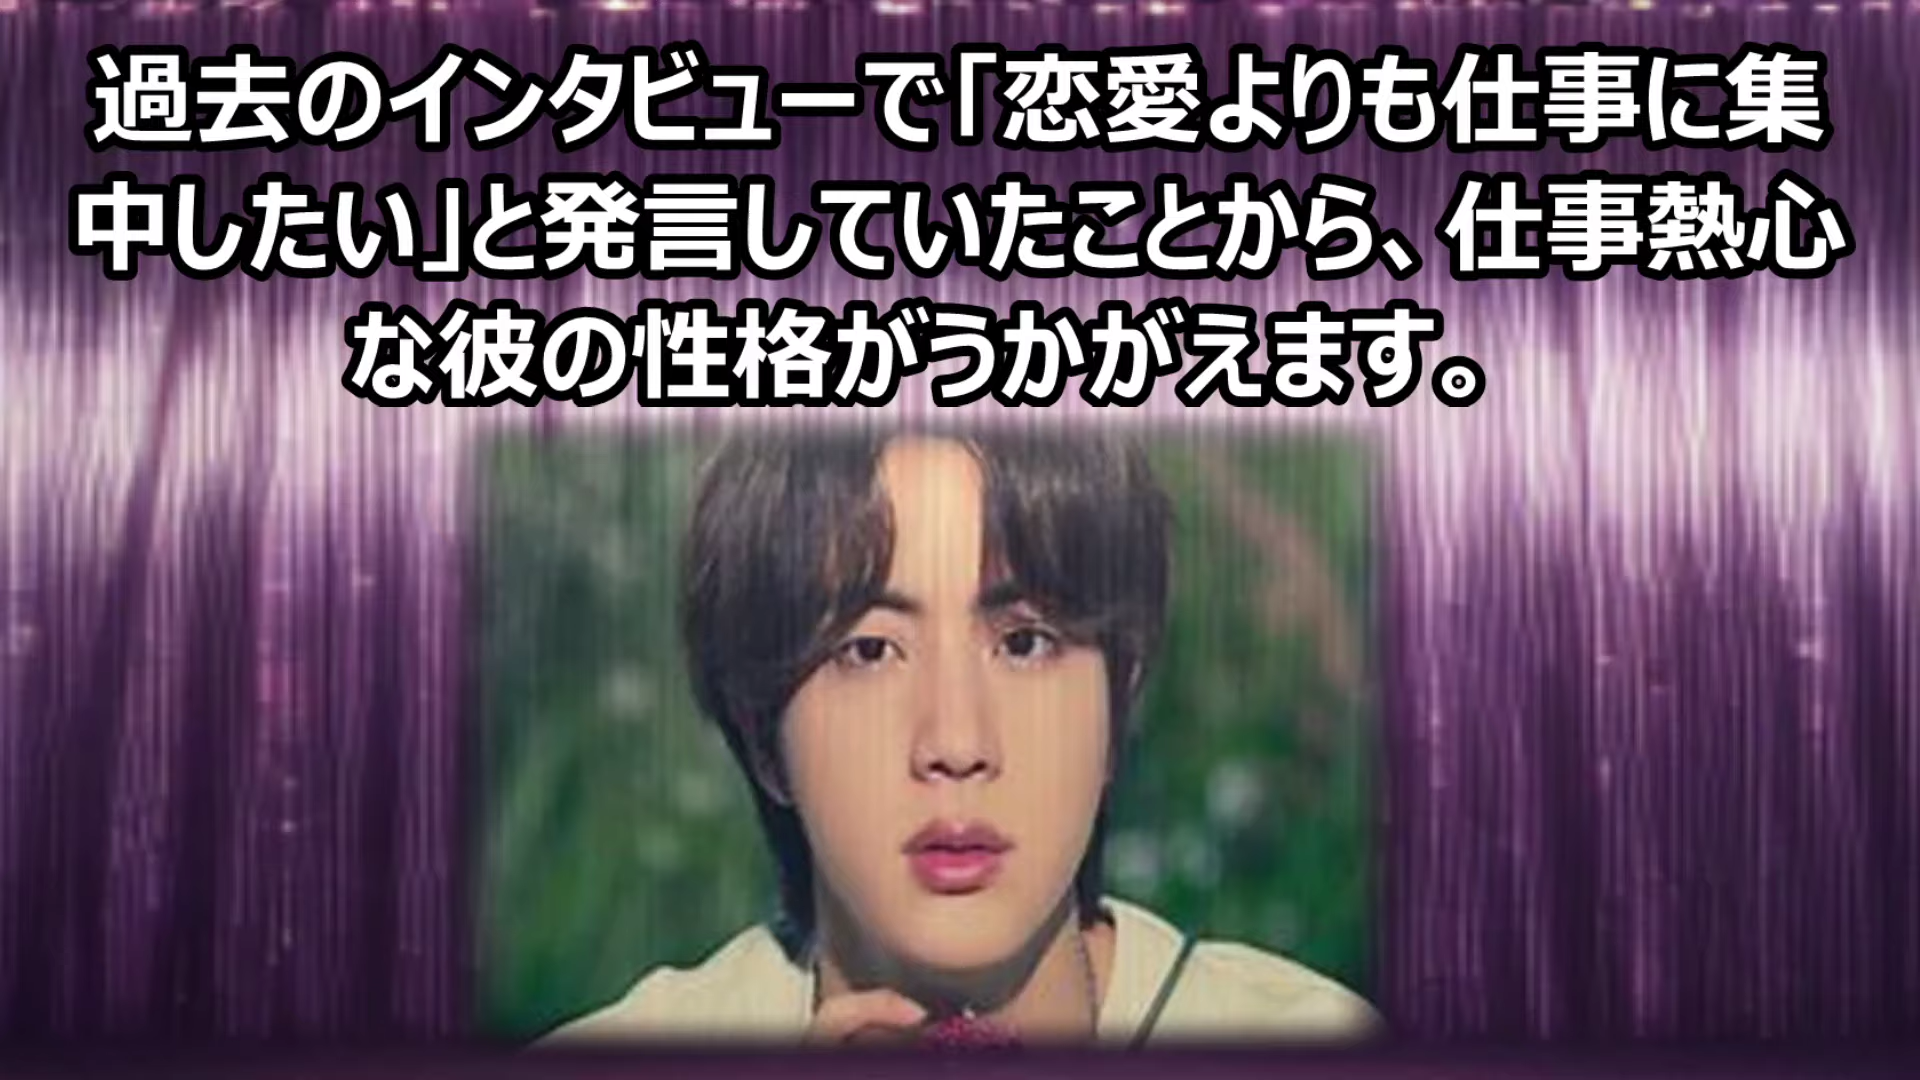 過去のインタビューで「恋愛よりも仕事に集
中したい」と発言していたことから、仕事熱心
な彼の性格がうかがえます。